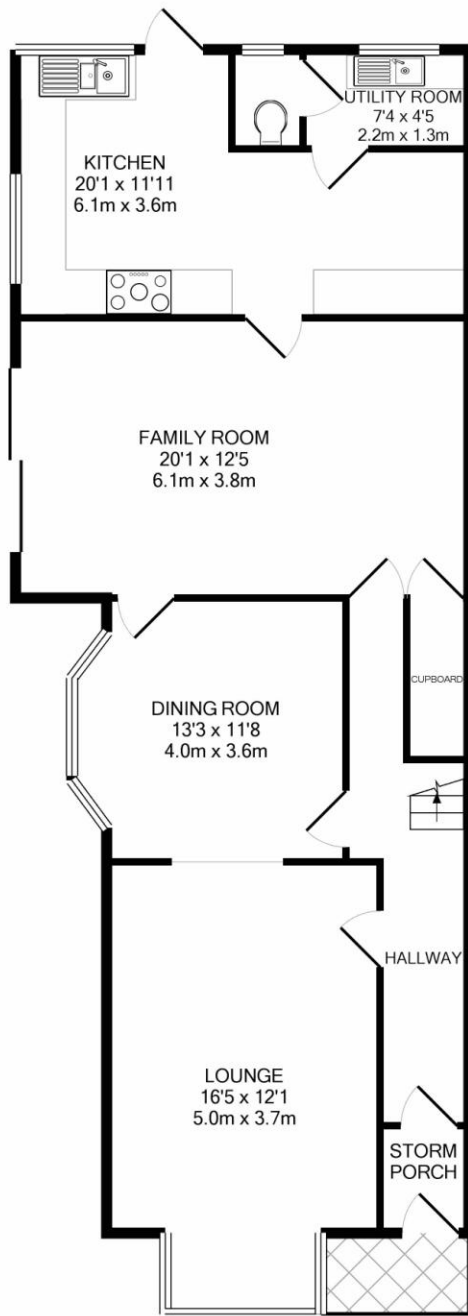 UTILITY ROOM
7'4 x 4'5
2.2m x 1.3m
KITCHEN
20'1 x 11'11
6.1m x 3.6m
FAMILY ROOM
20'1 x 12'5
6.1m x 3.8m
CUPBOARD
DINING ROOM
13'3 x 11'8
4.0m x 3.6m
HALLWAY
LOUNGE
16'5 x 12'1
5.0m x 3.7m
STORM
PORCH